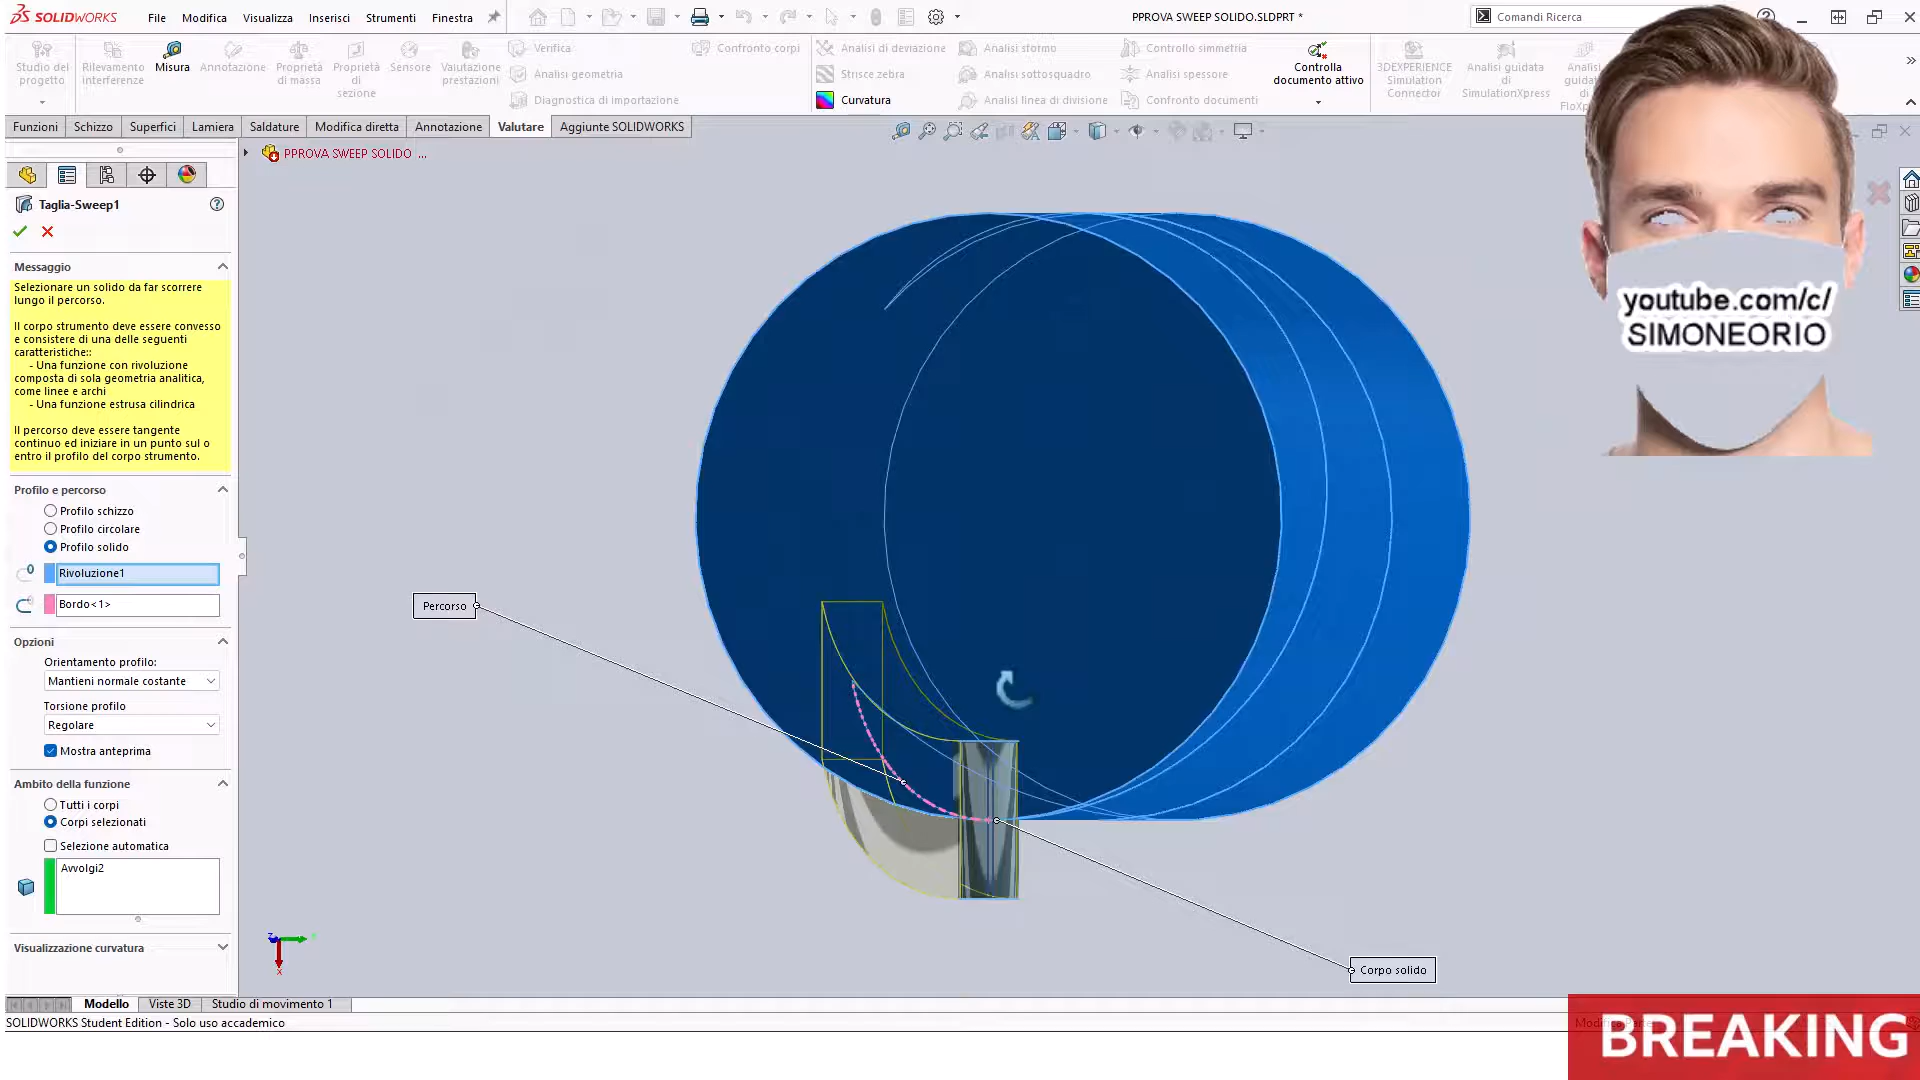 SOLIDWORKS
File
Modifica
Visualizza
Inserisci
Strumenti
Finestra
PPROVA SWEEP SOLIDO.SLDPRT *
Comandi Ricerca
Studio del progetto
Rilevamento interferenze
Misura
Annotazione
Proprietà di massa
Proprietà di sezione
Sensore
Valutazione prestazioni
Verifica
Analisi geometria
Diagnostica di importazione
Confronto corpi
Analisi di deviazione
Strisce zebra
Curvatura
Analisi sformo
Analisi sottosquadro
Analisi linea di divisione
Controllo simmetria
Analisi spessore
Confronto documenti
Controlla documento attivo
3DEXPERIENCE Simulation Connector
Analisi guidata di SimulationXpress
Analisi
guida
di
FloXp
Funzioni
Schizzo
Superfici
Lamiera
Saldature
Modifica diretta
Annotazione
Valutare
Aggiunte SOLIDWORKS
PPROVA SWEEP SOLIDO ...
Taglia-Sweep1
Messaggio
Selezionare un solido da far scorrere
lungo il percorso.
Il corpo strumento deve essere convesso
e consistere di una delle seguenti
caratteristiche::
- Una funzione con rivoluzione
composta di sola geometria analitica,
come linee e archi
- Una funzione estrusa cilindrica
Il percorso deve essere tangente
continuo ed iniziare in un punto sul o
entro il profilo del corpo strumento.
Profilo e percorso
Profilo schizzo
Profilo circolare
Profilo solido
Rivoluzione1
Bordo<1>
Opzioni
Orientamento profilo:
Mantieni normale costante
Torsione profilo
Regolare
Mostra anteprima
Ambito della funzione
Tutti i corpi
Corpi selezionati
Selezione automatica
Avvolgi2
Visualizzazione curvatura
Percorso
Corpo solido
Z
Y
X
youtube.com/c/
SIMONEORIO
Modello
Viste 3D
Studio di movimento 1
SOLIDWORKS Student Edition - Solo uso accademico
BREAKING